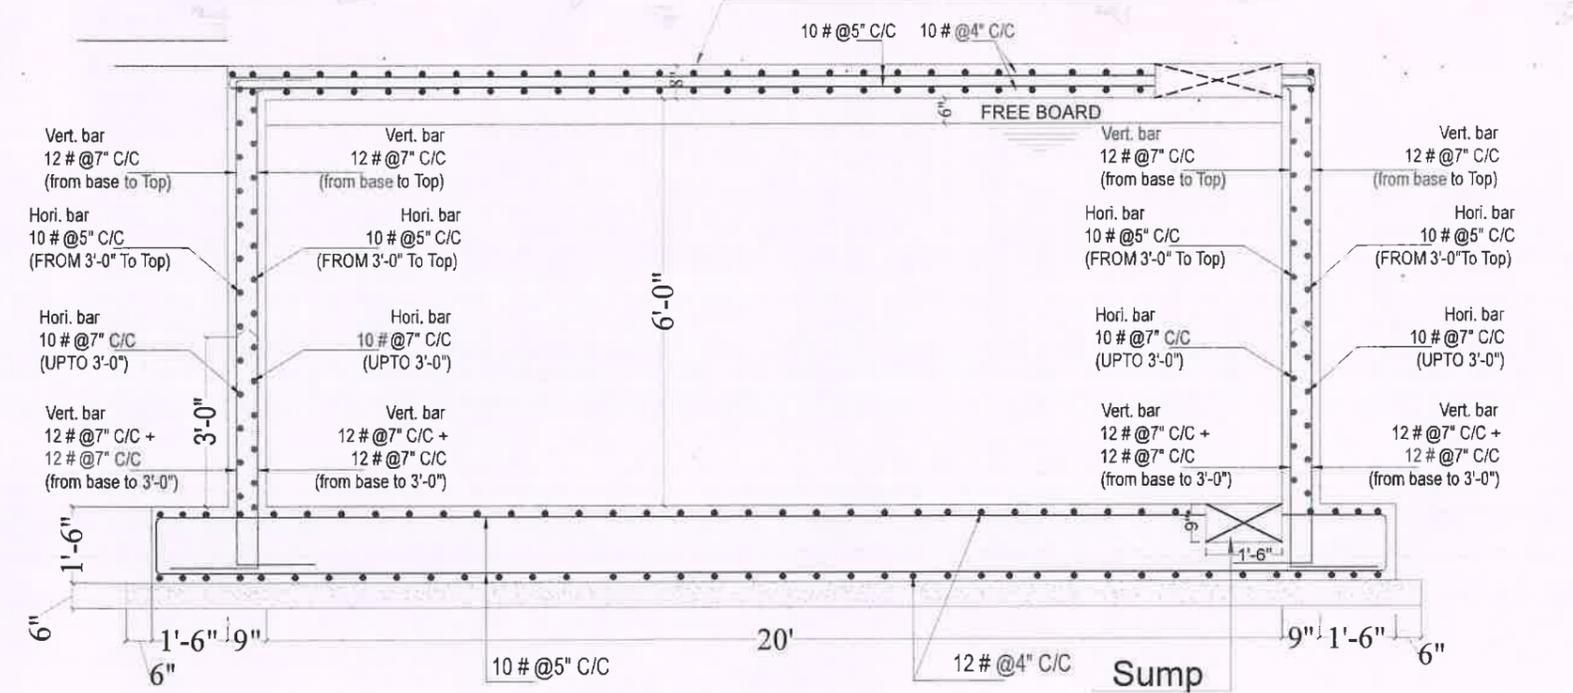 10 # @5" C/C 10 # @4" C/C
8"
6"
FREE BOARD
Vert. bar
12 # @7" C/C
(from base to Top)
Vert. bar
12 # @7" C/C
(from base to Top)
Vert. bar
12 # @7" C/C
(from base to Top)
Vert. bar
12 # @7" C/C
(from base to Top)
Hori. bar
10 # @5" C/C
(FROM 3'-0" To Top)
Hori. bar
10 # @5" C/C
(FROM 3'-0" To Top)
Hori. bar
10 # @5" C/C
(FROM 3'-0" To Top)
Hori. bar
10 # @5" C/C
(FROM 3'-0"To Top)
6'-0"
Hori. bar
10 # @7" C/C
(UPTO 3'-0")
Hori. bar
10 # @7" C/C
(UPTO 3'-0")
Hori. bar
10 # @7" C/C
(UPTO 3'-0")
Hori. bar
10 # @7" C/C
(UPTO 3'-0")
3'-0"
Vert. bar
12 # @7" C/C +
12 # @7" C/C
(from base to 3'-0")
Vert. bar
12 # @7" C/C +
12 # @7" C/C
(from base to 3'-0")
Vert. bar
12 # @7" C/C +
12 # @7" C/C
(from base to 3'-0")
Vert. bar
12 # @7" C/C +
12 # @7" C/C
(from base to 3'-0")
1'-6"
9"
1'-6"
6"
1'-6" 9" 20' 9" 1'-6"
6" 6"
10 # @5" C/C 12 # @4" C/C Sump